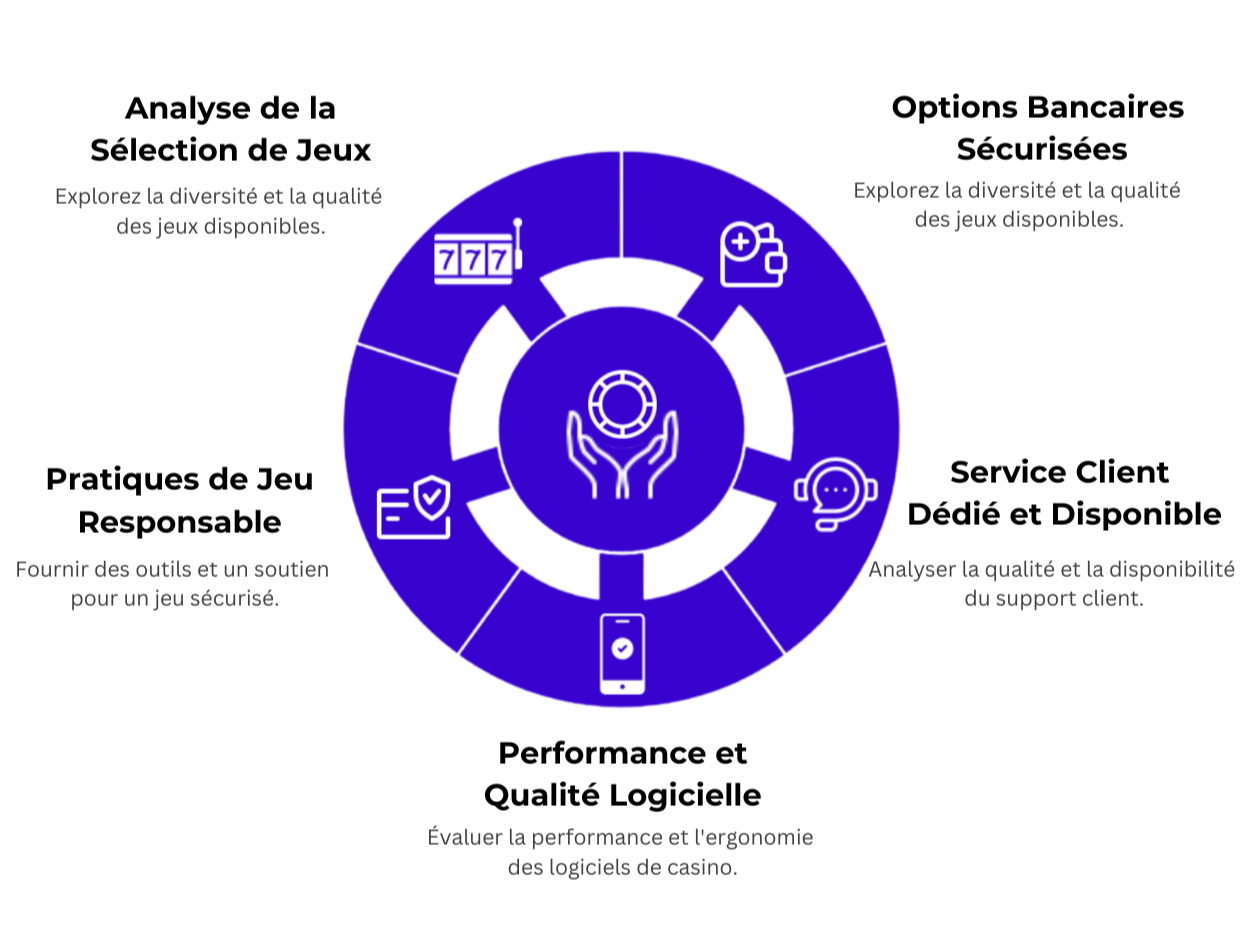 Analyse de la
Sélection de Jeux
Explorez la diversité et la qualité
des jeux disponibles.
Options Bancaires
Sécurisées
Explorez la diversité et la qualité
des jeux disponibles.
777
Pratiques de Jeu
Responsable
Fournir des outils et un soutien
pour un jeu sécurisé.
Service Client
Dédié et Disponible
Analyser la qualité et la disponibilité
du support client.
Performance et
Qualité Logicielle
Évaluer la performance et l'ergonomie
des logiciels de casino.